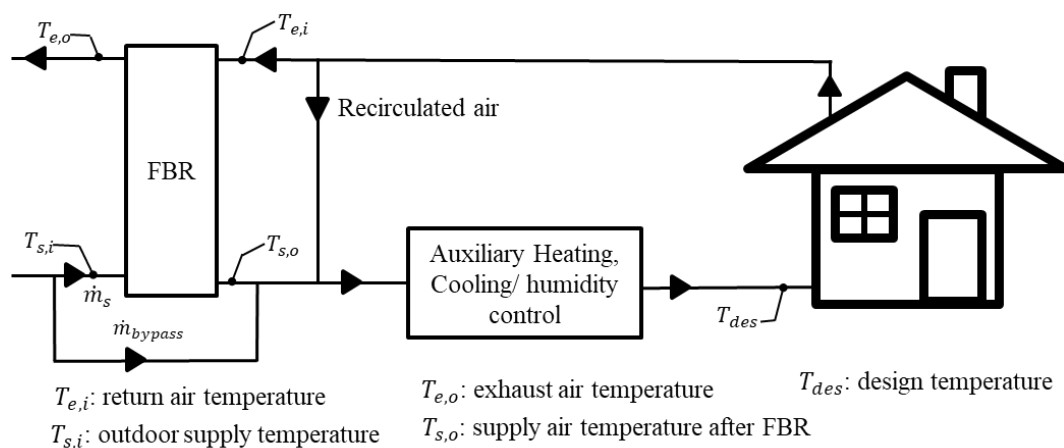 T_{e,o}
T_{e,i}
Recirculated air
FBR
T_{s,i}
T_{s,o}
ṁ_s
Auxiliary Heating,
Cooling/ humidity
control
T_{des}
ṁ_{bypass}
T_{e,i}: return air temperature
T_{e,o}: exhaust air temperature
T_{des}: design temperature
T_{s,i}: outdoor supply temperature
T_{s,o}: supply air temperature after FBR